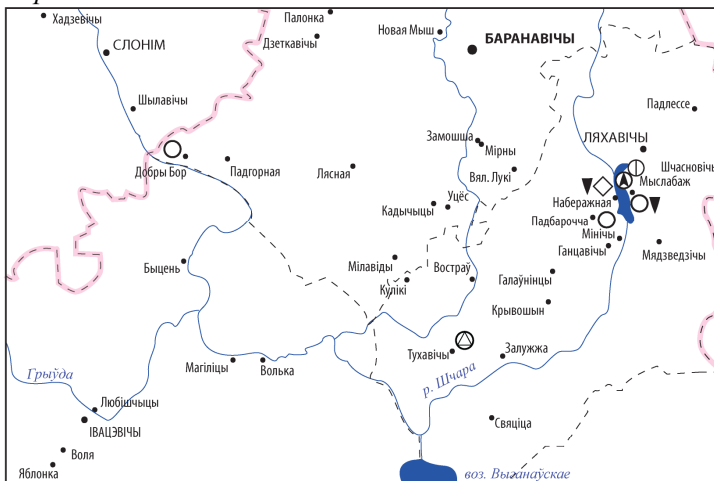 Хадзевічы
Палонка
Новая Мыш
СЛОНІМ
Дзеткавічы
БАРАНАВІЧЫ
Шылавічы
Падлессе
Замошша
Мірны
ЛЯХАВІЧЫ
Добры Бор
Падгорная
Лясная
Вял. Лукі
Шчасновічы
Мыслабаж
Кадычыцы
Уцёс
Наберажная
Падбарочча
Мінічы
Ганцавічы
Мядзведзічы
Быцень
Мілавіды
Востраў
Галаўнінцы
Кулікі
Крывошын
Магіліцы
Волька
Тухавічы
Залужжа
Грыўда
р. Шчара
Любішчыцы
ІВАЦЭВІЧЫ
Свяціца
Воля
Яблонка
воз. Выганаўскае